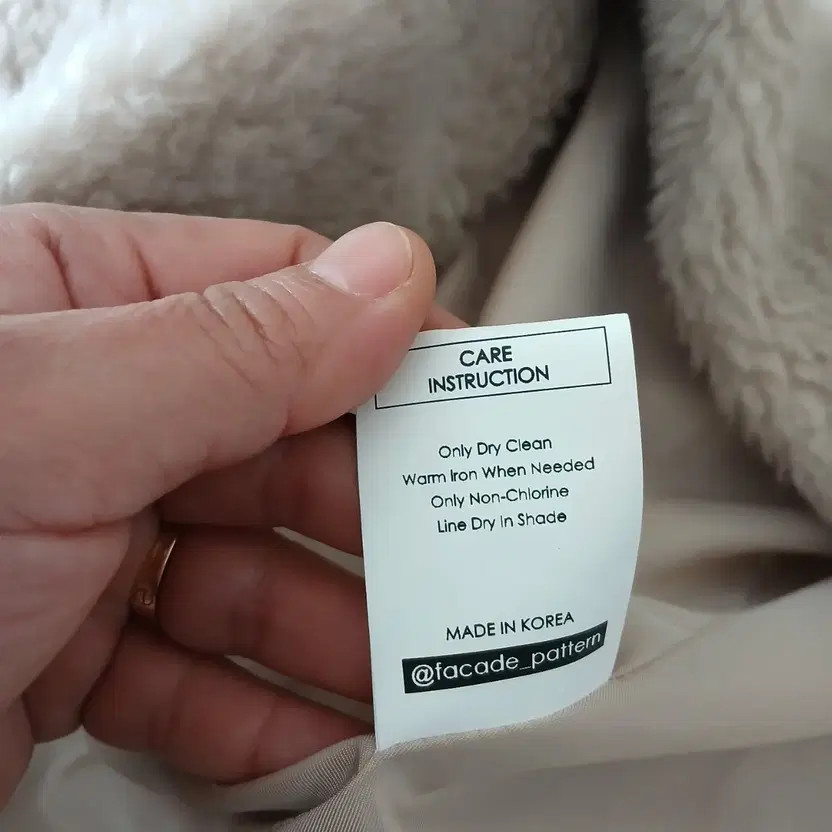 CARE
INSTRUCTION
Only Dry Clean
Warm Iron When Needed
Only Non-Chlorine
Line Dry In Shade
MADE IN KOREA
@facade_pattern